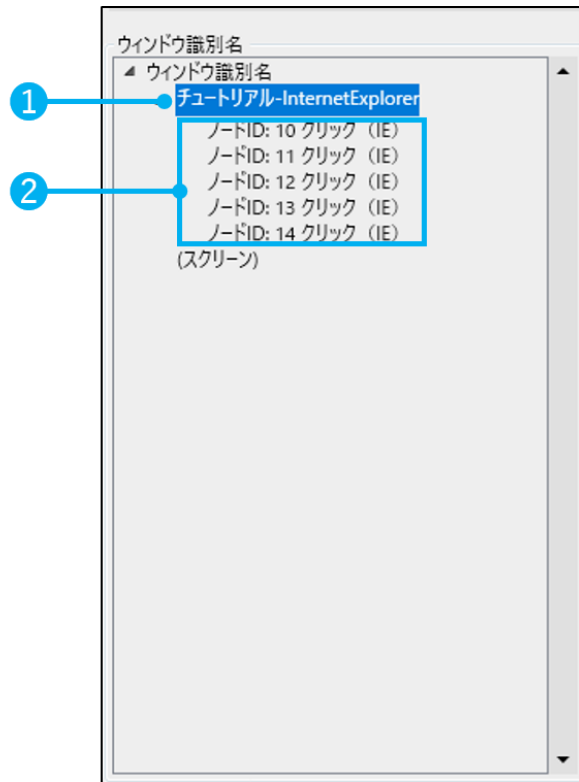 ウィンドウ識別名
ウィンドウ識別名
1
チュートリアル-InternetExplorer
ノードID: 10 クリック（IE）
ノードID: 11 クリック（IE）
2
ノードID: 12 クリック（IE）
ノードID: 13 クリック（IE）
ノードID: 14 クリック（IE）
(スクリーン)